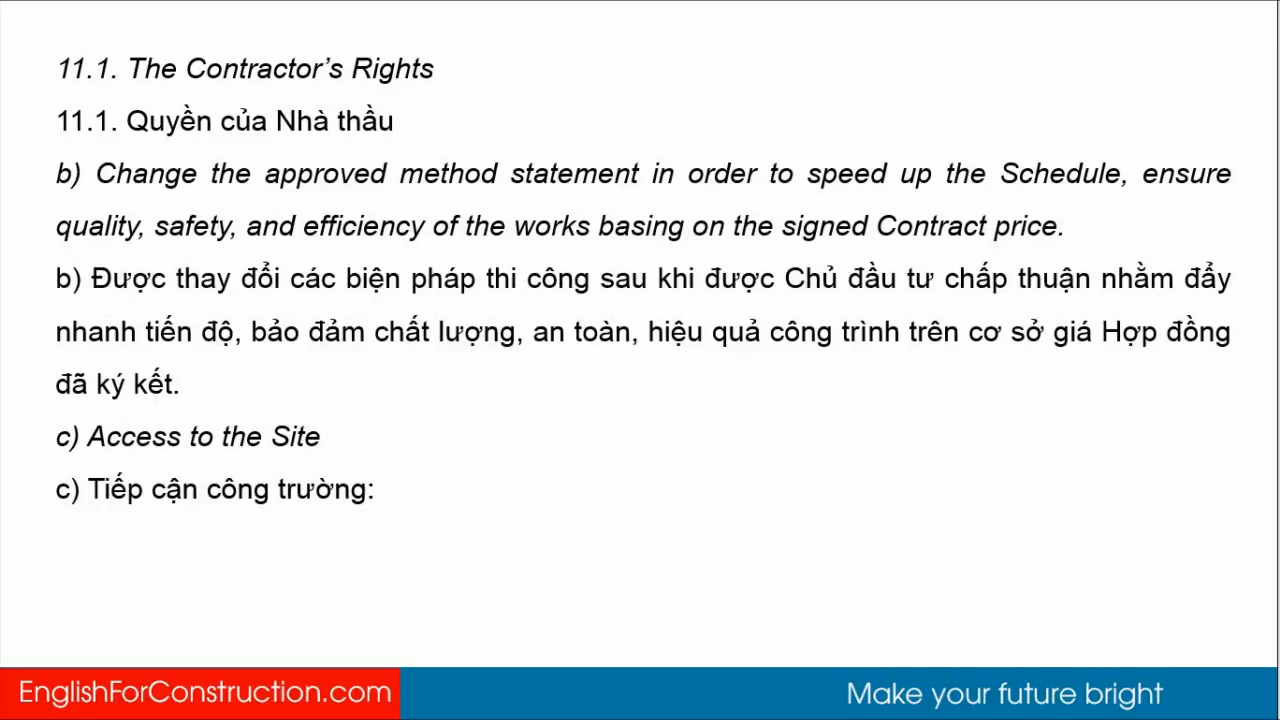 11.1. The Contractor’s Rights
11.1. Quyền của Nhà thầu
b) Change the approved method statement in order to speed up the Schedule, ensure
quality, safety, and efficiency of the works basing on the signed Contract price.
b) Được thay đổi các biện pháp thi công sau khi được Chủ đầu tư chấp thuận nhằm đẩy
nhanh tiến độ, bảo đảm chất lượng, an toàn, hiệu quả công trình trên cơ sở giá Hợp đồng
đã ký kết.
c) Access to the Site
c) Tiếp cận công trường:
EnglishForConstruction.com
Make your future bright